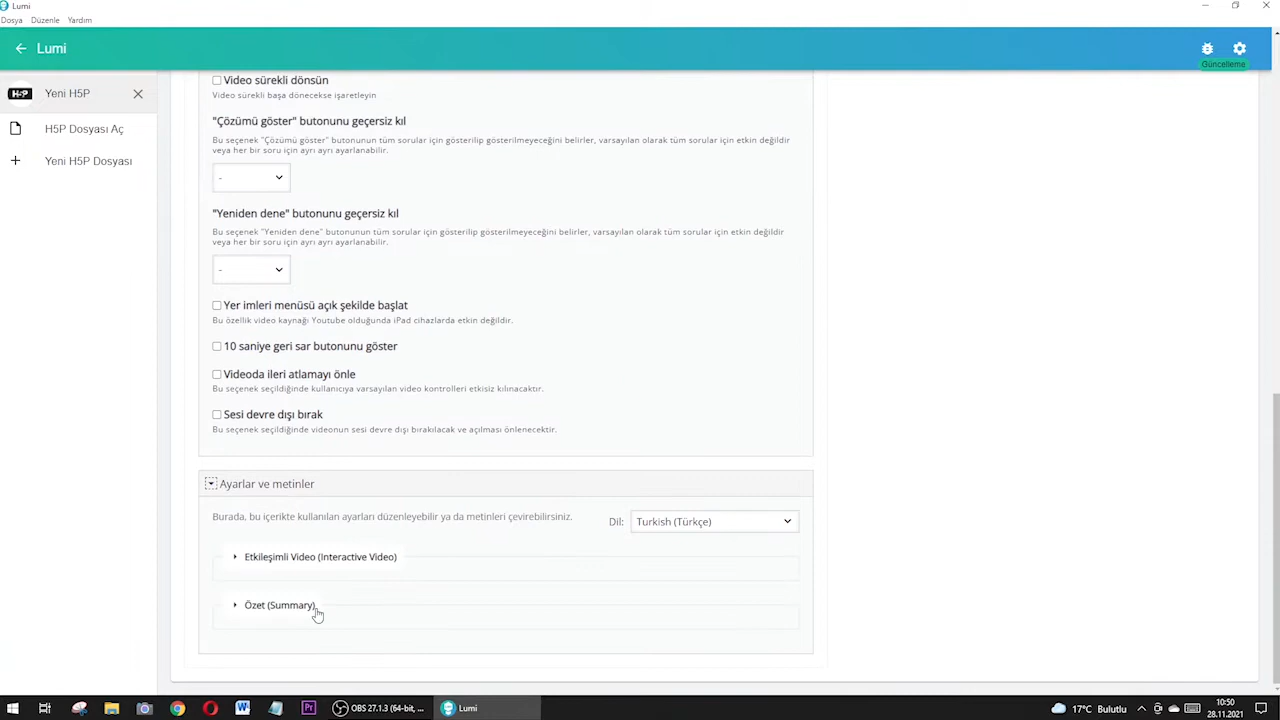 Lumi
Dosya Düzenle Yardım
Lumi
Güncelleme
H5P Yeni H5P
H5P Dosyası Aç
Yeni H5P Dosyası
Video sürekli dönsün
Video sürekli başa dönecekse işaretleyin
"Çözümü göster" butonunu geçersiz kıl
Bu seçenek "Çözümü göster" butonunun tüm sorular için gösterilip gösterilmeyeceğini belirler, varsayılan olarak tüm sorular için etkin değildir
veya her bir soru için ayrı ayrı ayarlanabilir.
-
"Yeniden dene" butonunu geçersiz kıl
Bu seçenek "Yeniden dene" butonunun tüm sorular için gösterilip gösterilmeyeceğini belirler, varsayılan olarak tüm sorular için etkin değildir
veya her bir soru için ayrı ayrı ayarlanabilir.
-
Yer imleri menüsü açık şekilde başlat
Bu özellik video kaynağı Youtube olduğunda iPad cihazlarda etkin değildir.
10 saniye geri sar butonunu göster
Videoda ileri atlamayı önle
Bu seçenek seçildiğinde kullanıcıya varsayılan video kontrolleri etkisiz kılınacaktır.
Sesi devre dışı bırak
Bu seçenek seçildiğinde videonun sesi devre dışı bırakılacak ve açılması önlenecektir.
Ayarlar ve metinler
Burada, bu içerikte kullanılan ayarları düzenleyebilir ya da metinleri çevirebilirsiniz.
Dil: Turkish (Türkçe)
Etkileşimli Video (Interactive Video)
Özet (Summary)
OBS 27.1.3 (64-bit, ...
Lumi
17°C Bulutlu
10:50
28.11.2021